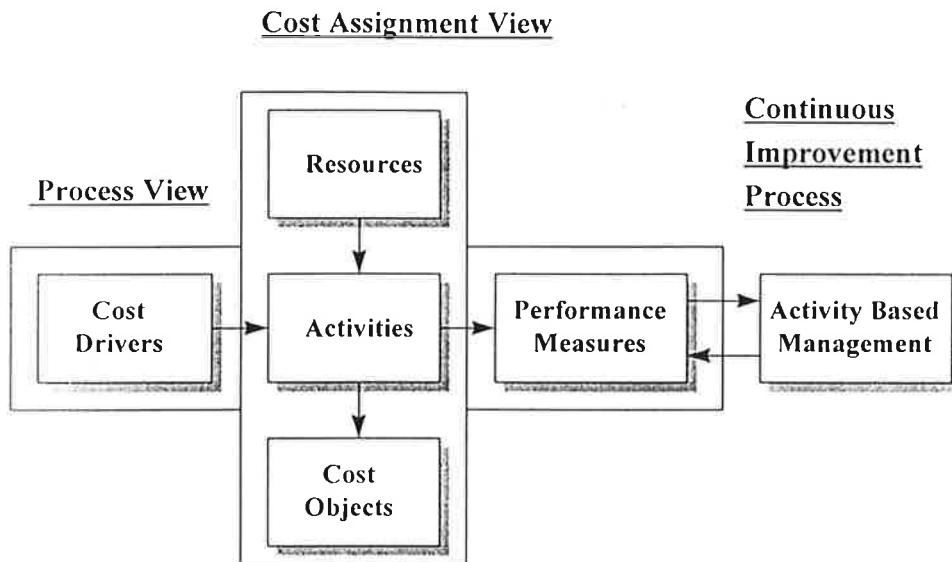 Cost Assignment View
Continuous
Improvement
Process
Process View
Resources
Cost
Drivers
Activities
Performance
Measures
Activity Based
Management
Cost
Objects